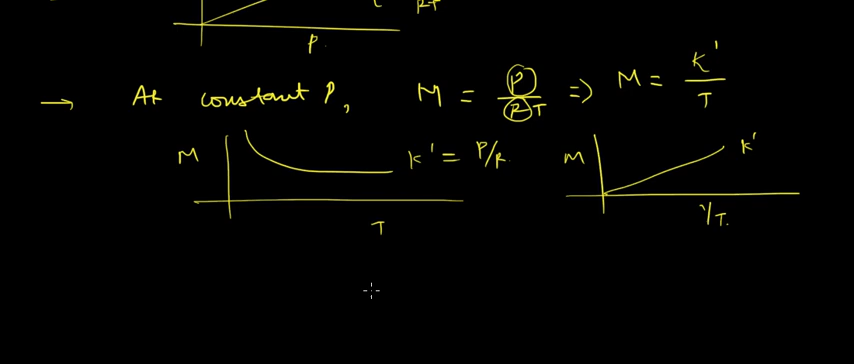 P.
→ At constant P, M = P/RT => M = K'/T
M K' = P/R. M K'
T 1/T.